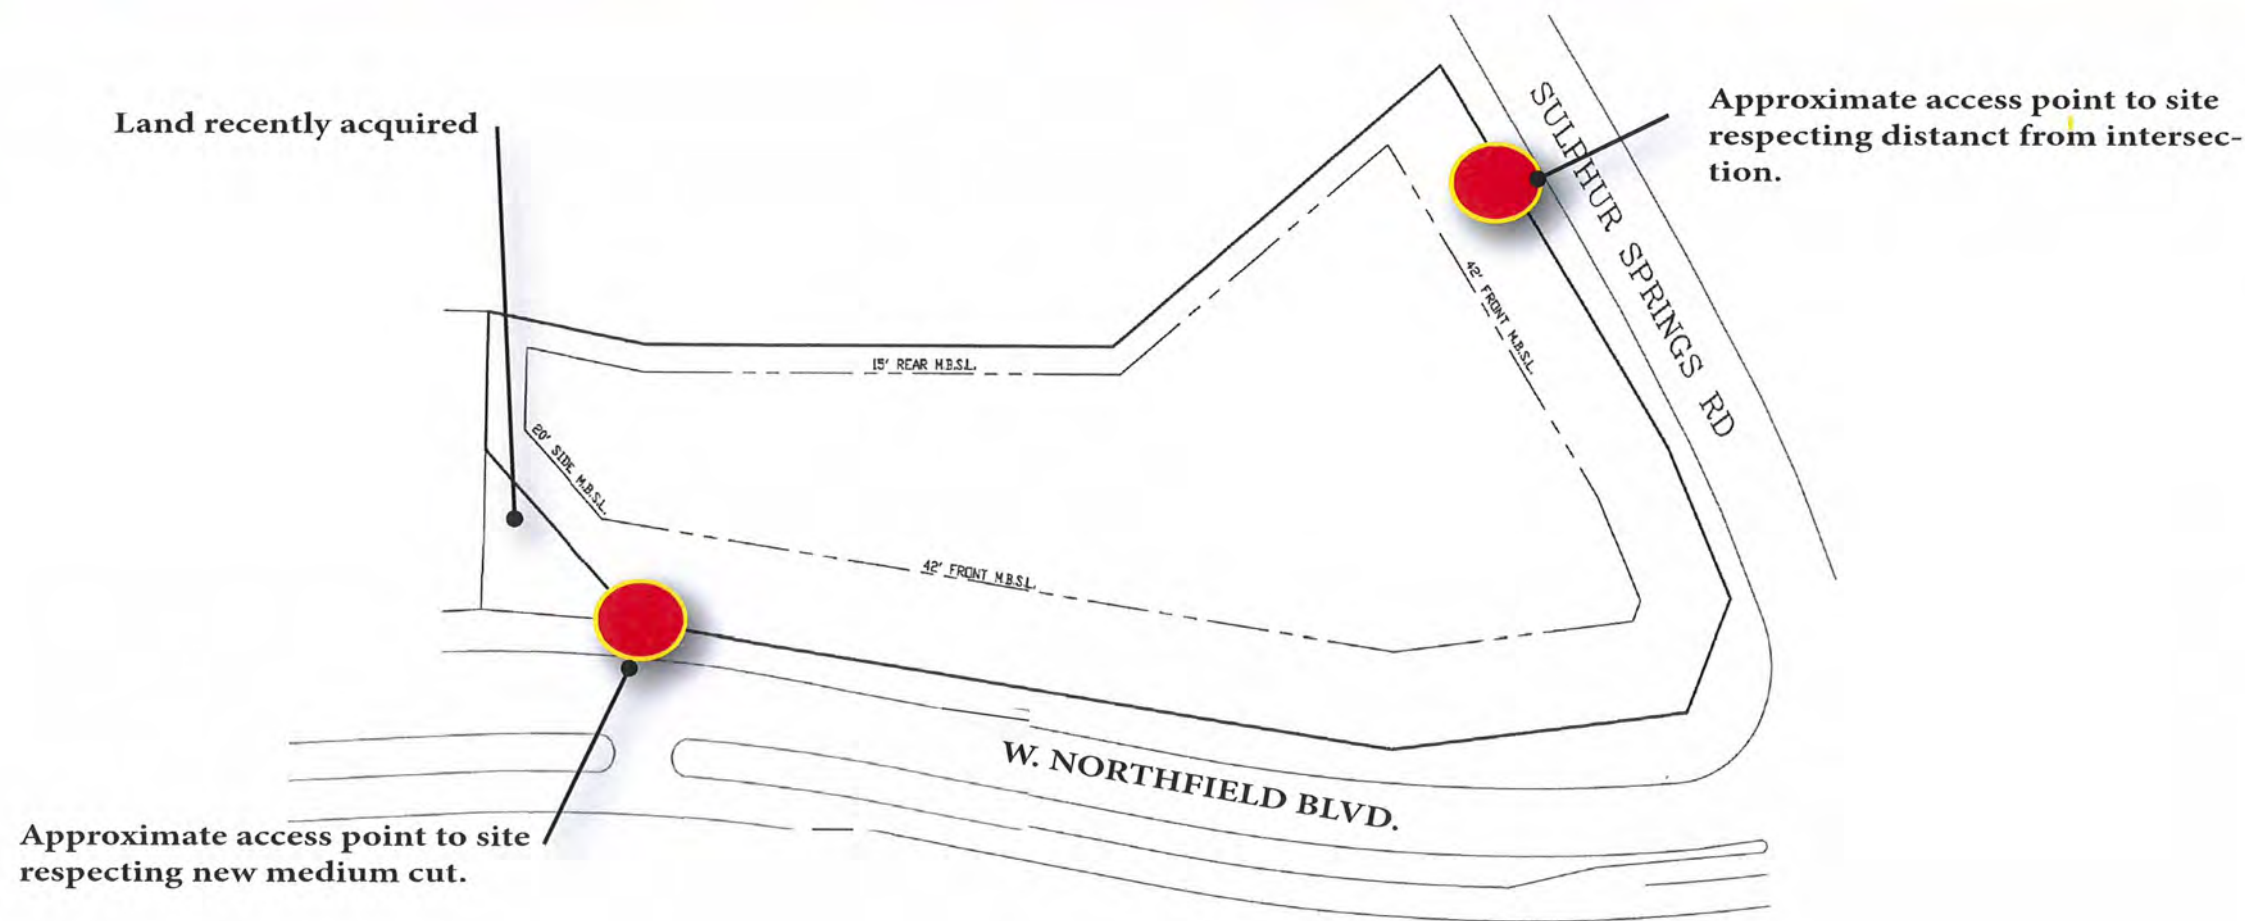 Land recently acquired
Approximate access point to site
respecting distanct from intersec-
tion.
SULPHUR SPRINGS RD
15' REAR M.B.S.L.
42' FRONT M.B.S.L.
20' SIDE M.B.S.L.
42' FRONT M.B.S.L.
W. NORTHFIELD BLVD.
Approximate access point to site
respecting new medium cut.